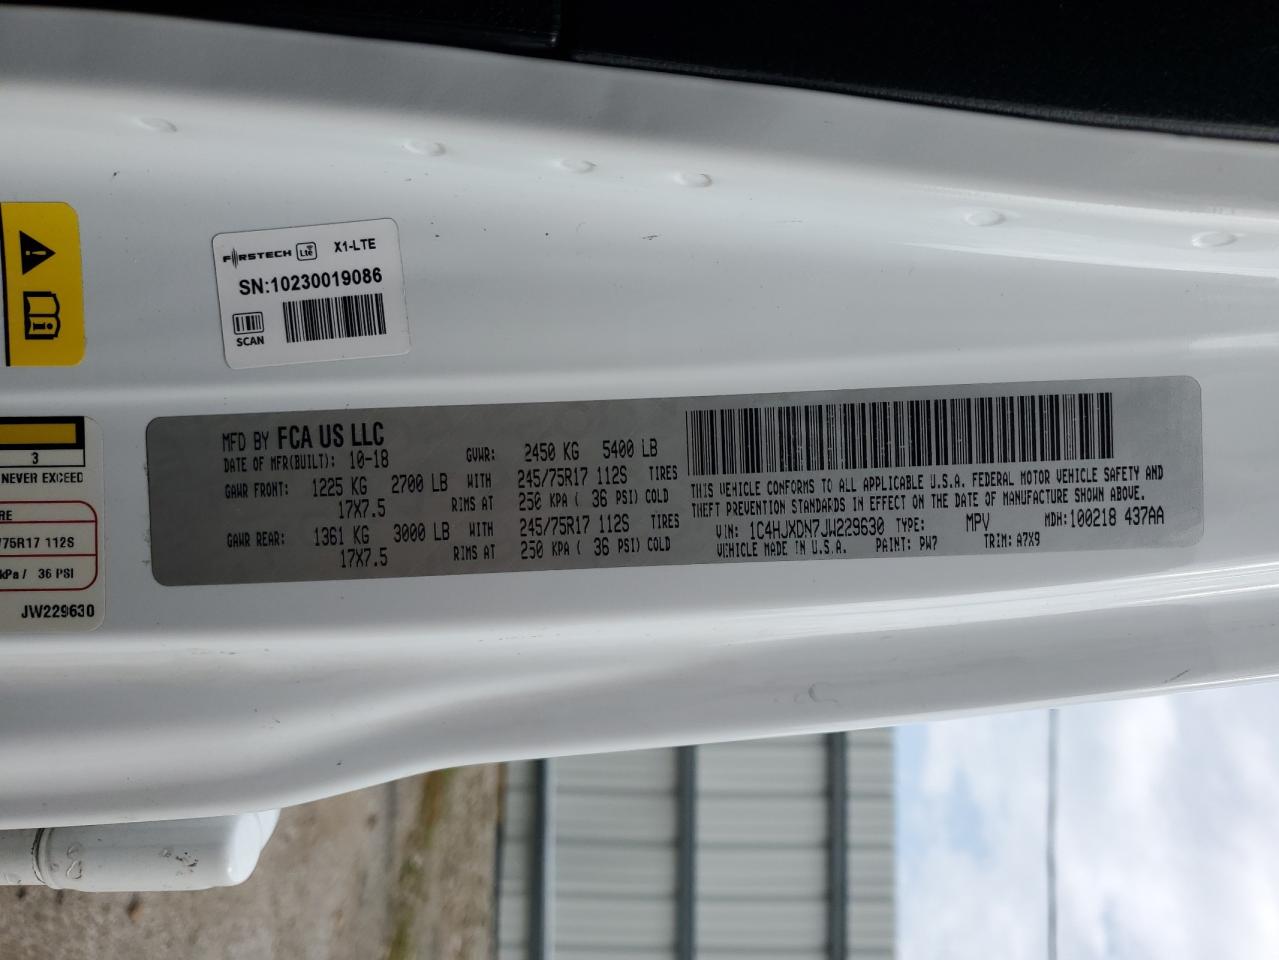 FIRSTECH LTE X1-LTE
SN:10230019086
SCAN
3
NEVER EXCEED
RE
/75R17 112S
kPa / 36 PSI
JW229630
MFD BY FCA US LLC
DATE OF MFR(BUILT): 10-18 GVWR: 2450 KG 5400 LB
GAWR FRONT: 1225 KG 2700 LB WITH 245/75R17 112S TIRES
17X7.5 RIMS AT 250 KPA ( 36 PSI) COLD
GAWR REAR: 1361 KG 3000 LB WITH 245/75R17 112S TIRES
17X7.5 RIMS AT 250 KPA ( 36 PSI) COLD
THIS VEHICLE CONFORMS TO ALL APPLICABLE U.S.A. FEDERAL MOTOR VEHICLE SAFETY AND
THEFT PREVENTION STANDARDS IN EFFECT ON THE DATE OF MANUFACTURE SHOWN ABOVE.
VIN: 1C4HJXDN7JW229630 TYPE: MPV MDH:100218 437AA
VEHICLE MADE IN U.S.A. PAINT: PW7 TRIM: A7X9